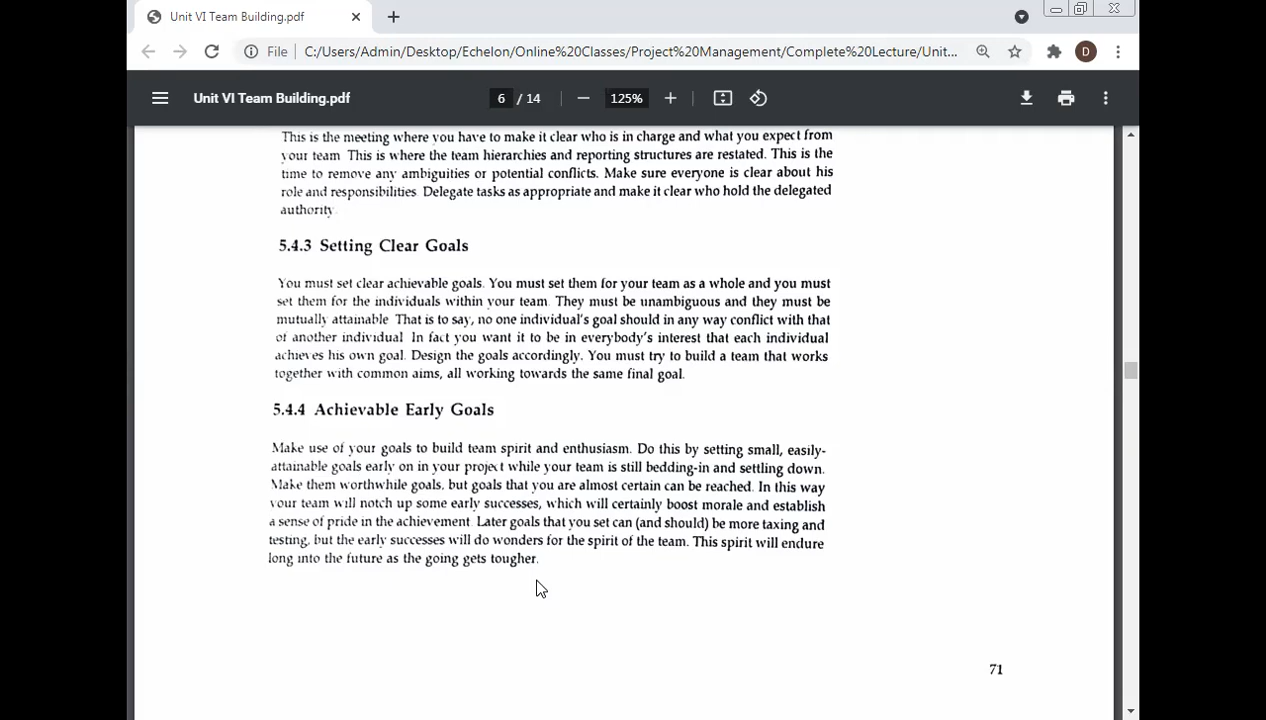 Unit VI Team Building.pdf
File C:/Users/Admin/Desktop/Echelon/Online%20Classes/Project%20Management/Complete%20Lecture/Unit... D
Unit VI Team Building.pdf 6 / 14 125%
This is the meeting where you have to make it clear who is in charge and what you expect from
your team. This is where the team hierarchies and reporting structures are restated. This is the
time to remove any ambiguities or potential conflicts. Make sure everyone is clear about his
role and responsibilities. Delegate tasks as appropriate and make it clear who hold the delegated
authority.
5.4.3 Setting Clear Goals
You must set clear achievable goals. You must set them for your team as a whole and you must
set them for the individuals within your team. They must be unambiguous and they must be
mutually attainable. That is to say, no one individual's goal should in any way conflict with that
of another individual. In fact you want it to be in everybody's interest that each individual
achieves his own goal. Design the goals accordingly. You must try to build a team that works
together with common aims, all working towards the same final goal.
5.4.4 Achievable Early Goals
Make use of your goals to build team spirit and enthusiasm. Do this by setting small, easily-
attainable goals early on in your project while your team is still bedding-in and settling down.
Make them worthwhile goals, but goals that you are almost certain can be reached. In this way
your team will notch up some early successes, which will certainly boost morale and establish
a sense of pride in the achievement. Later goals that you set can (and should) be more taxing and
testing, but the early successes will do wonders for the spirit of the team. This spirit will endure
long into the future as the going gets tougher.
71